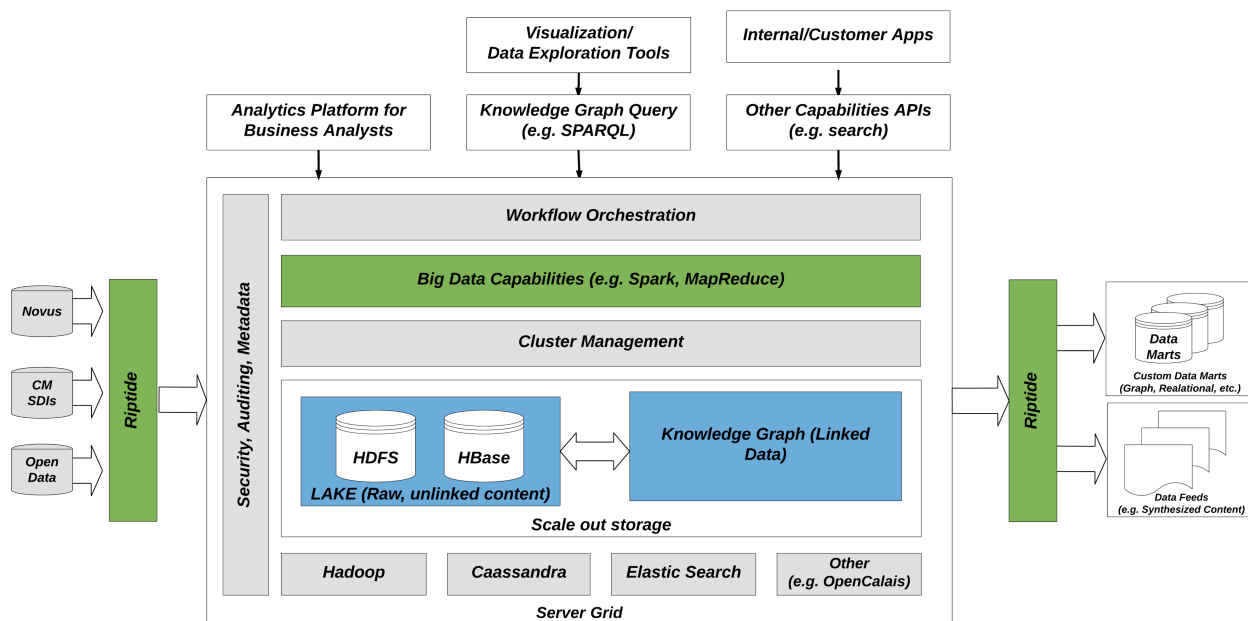 Visualization/
Data Exploration Tools
Internal/Customer Apps
Analytics Platform for
Business Analysts
Knowledge Graph Query
(e.g. SPARQL)
Other Capabilities APIs
(e.g. search)
Novus
CM
SDIs
Open
Data
Riptide
Security, Auditing, Metadata
Workflow Orchestration
Big Data Capabilities (e.g. Spark, MapReduce)
Cluster Management
HDFS
HBase
LAKE (Raw, unlinked content)
Knowledge Graph (Linked
Data)
Scale out storage
Hadoop
Caassandra
Elastic Search
Other
(e.g. OpenCalais)
Server Grid
Riptide
Data
Marts
Custom Data Marts
(Graph, Realational, etc.)
Data Feeds
(e.g. Synthesized Content)